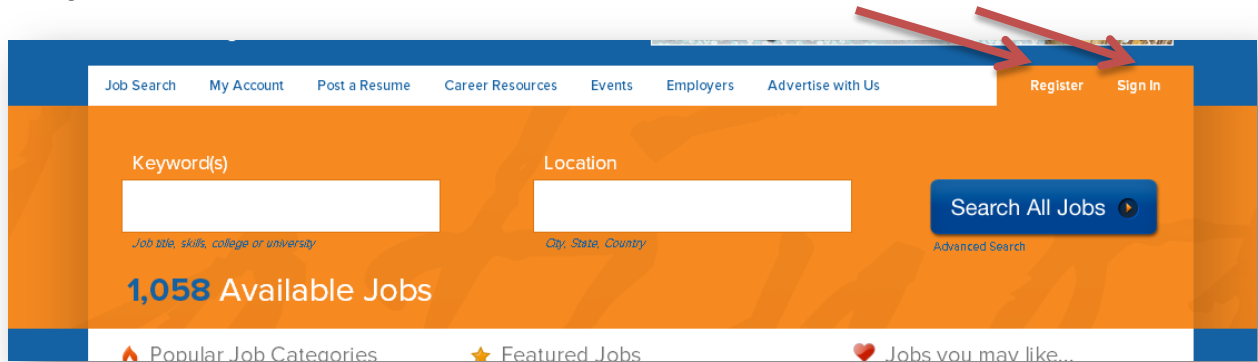 Job Search My Account Post a Resume Career Resources Events Employers Advertise with Us Register Sign In
Keyword(s) Location
Search All Jobs
Job title, skills, college or university City, State, Country Advanced Search
1,058 Available Jobs
Popular Job Categories Featured Jobs Jobs you may like...